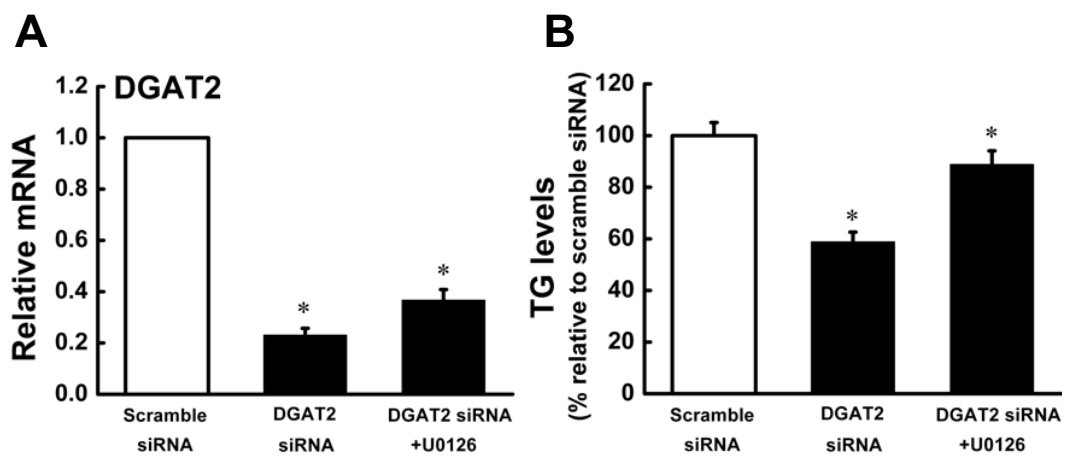 A
DGAT2
Relative mRNA
1.2
1.0
0.8
0.6
0.4
0.2
0.0
*
*
Scramble
siRNA
DGAT2
siRNA
DGAT2 siRNA
+U0126
B
TG levels
(% relative to scramble siRNA)
120
100
80
60
40
20
0
*
*
Scramble
siRNA
DGAT2
siRNA
DGAT2 siRNA
+U0126